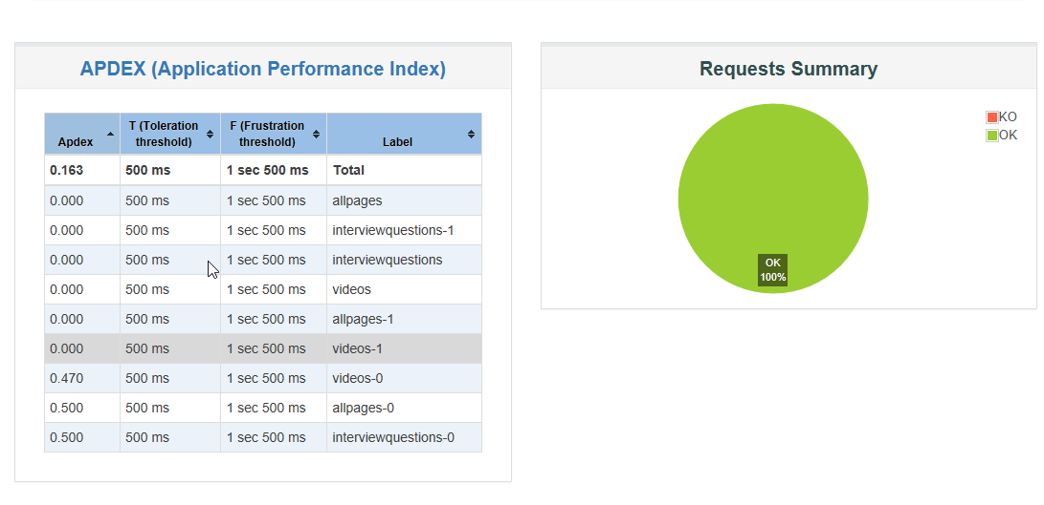 APDEX (Application Performance Index)
Apdex T (Toleration threshold) F (Frustration threshold) Label
0.163 500 ms 1 sec 500 ms Total
0.000 500 ms 1 sec 500 ms allpages
0.000 500 ms 1 sec 500 ms interviewquestions-1
0.000 500 ms 1 sec 500 ms interviewquestions
0.000 500 ms 1 sec 500 ms videos
0.000 500 ms 1 sec 500 ms allpages-1
0.000 500 ms 1 sec 500 ms videos-1
0.470 500 ms 1 sec 500 ms videos-0
0.500 500 ms 1 sec 500 ms allpages-0
0.500 500 ms 1 sec 500 ms interviewquestions-0
Requests Summary
KO
OK
OK
100%